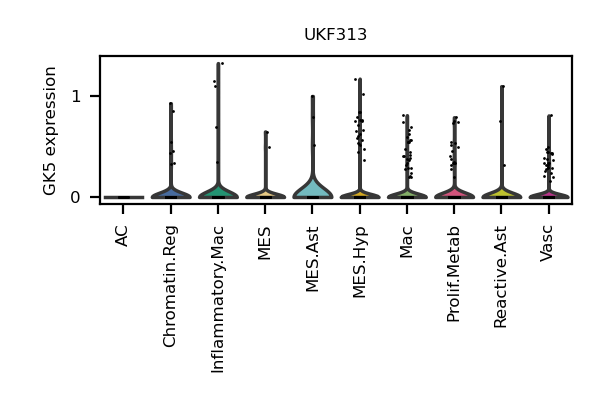 UKF313
GK5 expression
1
0
AC
Chromatin.Reg
Inflammatory.Mac
MES
MES.Ast
MES.Hyp
Mac
Prolif.Metab
Reactive.Ast
Vasc